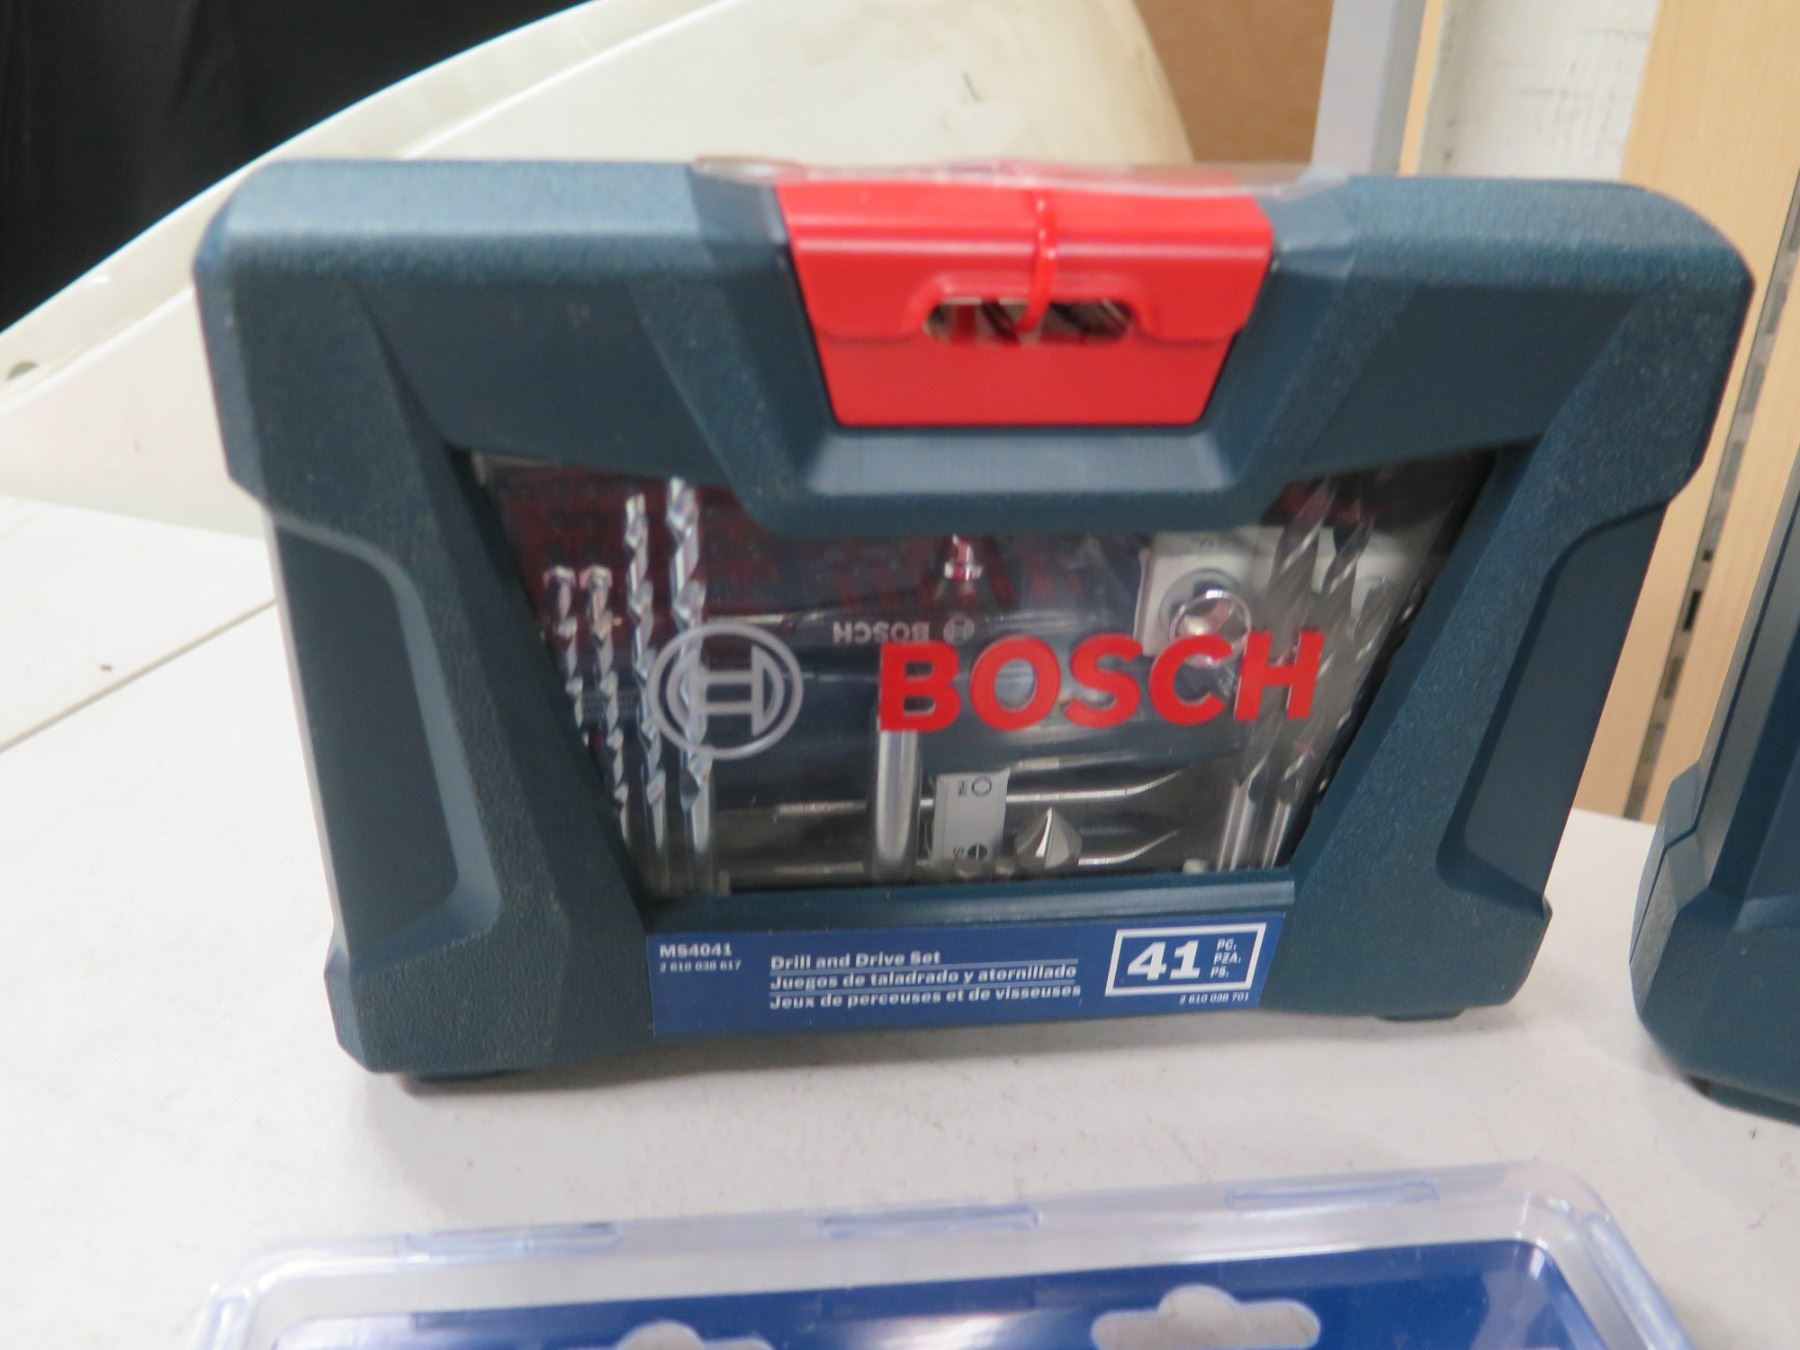 BOSCH
BOSCH
MS4041
2 610 038 617
Drill and Drive Set
Juegos de taladrado y atornillado
Jeux de perceuses et de visseuses
41 PC. PZA. PS.
2 610 038 701